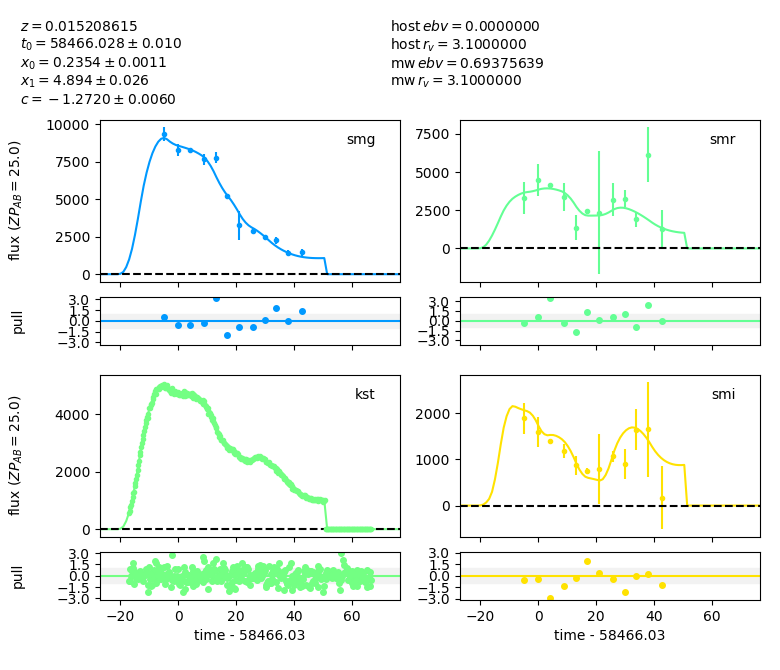 z = 0.015208615
t0 = 58466.028 ± 0.010
x0 = 0.2354 ± 0.0011
x1 = 4.894 ± 0.026
c = −1.2720 ± 0.0060
host ebv = 0.0000000
host rv = 3.1000000
mw ebv = 0.69375639
mw rv = 3.1000000
smg
10000
7500
5000
2500
0
flux (ZPAB = 25.0)
smr
7500
5000
2500
0
3.0
1.5
0.0
−1.5
−3.0
pull
3.0
1.5
0.0
−1.5
−3.0
kst
4000
2000
0
flux (ZPAB = 25.0)
smi
2000
1000
0
3.0
1.5
0.0
−1.5
−3.0
pull
−20 0 20 40 60
time - 58466.03
3.0
1.5
0.0
−1.5
−3.0
−20 0 20 40 60
time - 58466.03